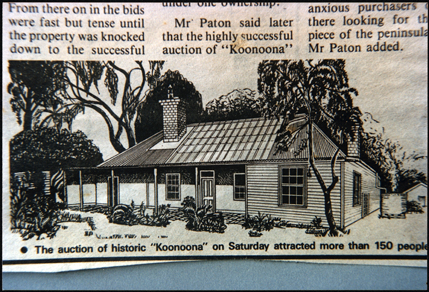 From there on in the bids
were fast but tense until
the property was knocked
down to the successful
under one ownership.
Mr Paton said later
that the highly successful
auction of "Koonoona"
anxious purchasers
there looking for th
piece of the peninsula
Mr Paton added.
● The auction of historic "Koonoona" on Saturday attracted more than 150 people